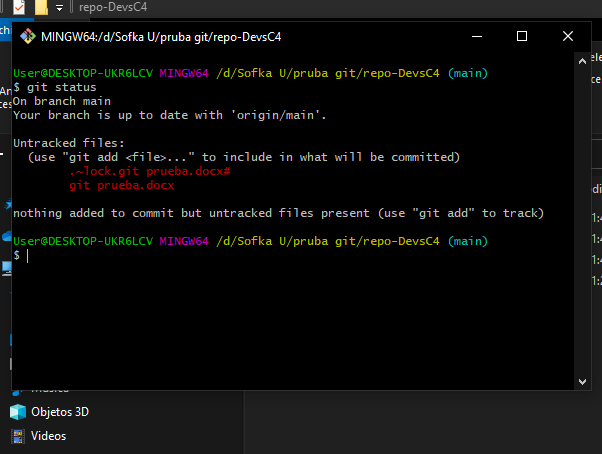 repo-DevsC4
ch
MINGW64:/d/Sofka U/pruba git/repo-DevsC4
User@DESKTOP-UKR6LCV MINGW64 /d/Sofka U/pruba git/repo-DevsC4 (main)
$ git status
On branch main
Your branch is up to date with 'origin/main'.
Untracked files:
(use "git add <file>..." to include in what will be committed)
.~lock.git prueba.docx#
git prueba.docx
nothing added to commit but untracked files present (use "git add" to track)
User@DESKTOP-UKR6LCV MINGW64 /d/Sofka U/pruba git/repo-DevsC4 (main)
$
Objetos 3D
Videos